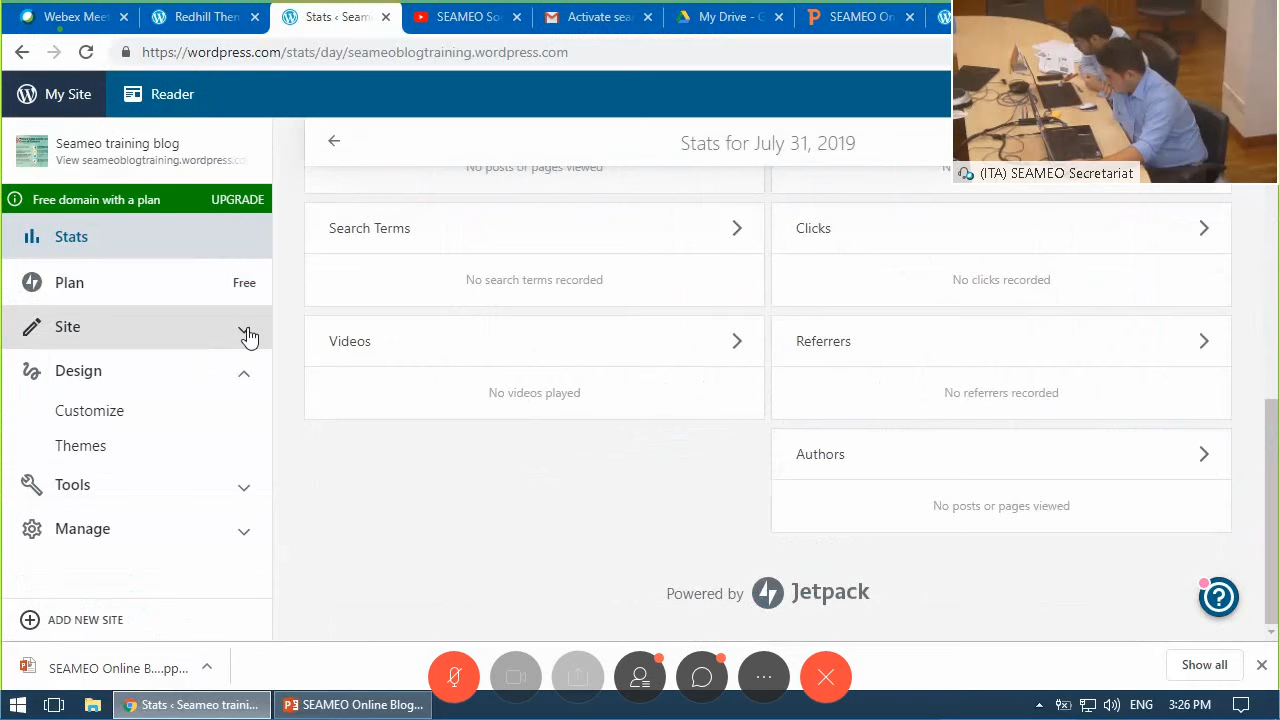 Webex Meet
Redhill Then
Stats ‹ Seam
SEAMEO So
Activate sea
My Drive - G
SEAMEO On
https://wordpress.com/stats/day/seameoblogtraining.wordpress.com
My Site
Reader
(ITA) SEAMEO Secretariat
Seameo training blog
View seameoblogtraining.wordpress.co
Free domain with a plan UPGRADE
Stats
Plan Free
Site
Design
Customize
Themes
Tools
Manage
ADD NEW SITE
Stats for July 31, 2019
No posts or pages viewed
Search Terms
No search terms recorded
Clicks
No clicks recorded
Videos
No videos played
Referrers
No referrers recorded
Authors
No posts or pages viewed
Powered by Jetpack
SEAMEO Online B....pp...
Show all
Stats ‹ Seameo traini...
SEAMEO Online Blog...
ENG
3:26 PM